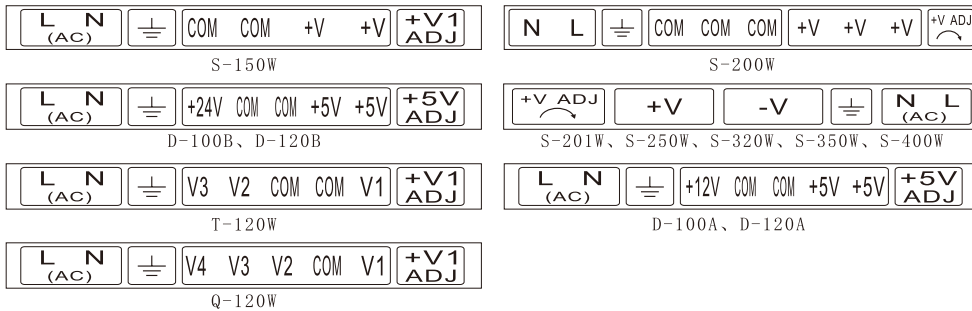 L N (AC) ⏚ COM COM +V +V +V1 ADJ
S-150W
L N (AC) ⏚ +24V COM COM +5V +5V +5V ADJ
D-100B、D-120B
L N (AC) ⏚ V3 V2 COM COM V1 +V1 ADJ
T-120W
L N (AC) ⏚ V4 V3 V2 COM V1 +V1 ADJ
Q-120W
N L ⏚ COM COM COM +V +V +V +V ADJ
S-200W
+V ADJ +V -V ⏚ N L (AC)
S-201W、S-250W、S-320W、S-350W、S-400W
L N (AC) ⏚ +12V COM COM +5V +5V +5V ADJ
D-100A、D-120A